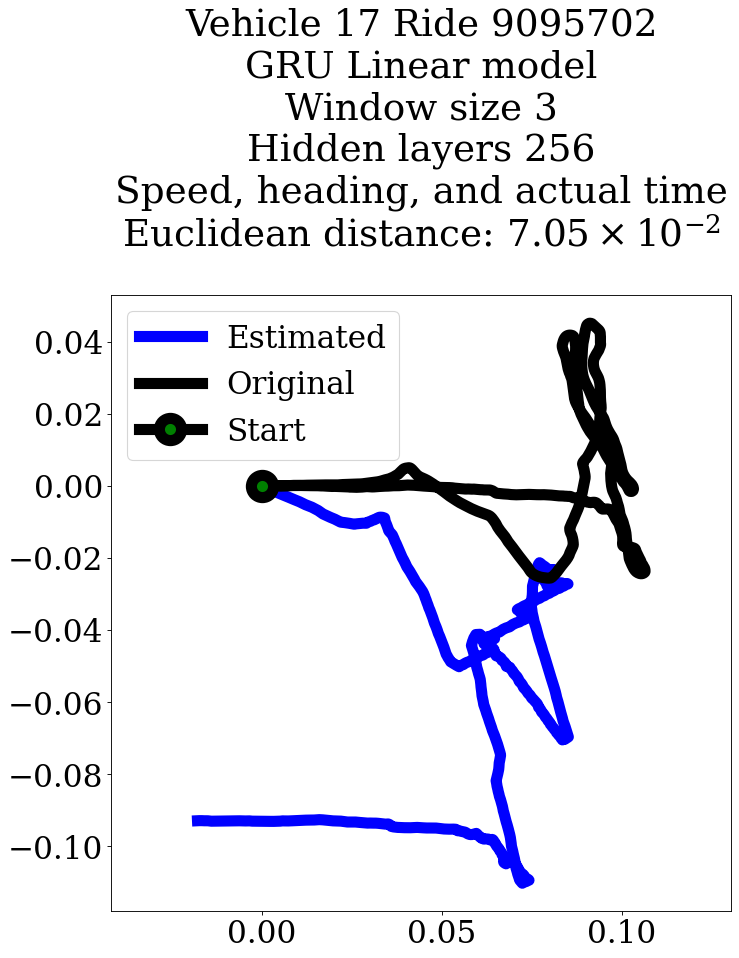 Vehicle 17 Ride 9095702
GRU Linear model
Window size 3
Hidden layers 256
Speed, heading, and actual time
Euclidean distance: 7.05 × 10⁻²
Estimated
Original
Start
0.04
0.02
0.00
−0.02
−0.04
−0.06
−0.08
−0.10
0.00 0.05 0.10